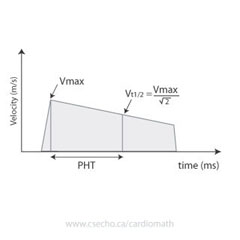 Vmax
Vt1/2 = Vmax
√2
Velocity (m/s)
PHT
time (ms)
www.csecho.ca/cardiomath